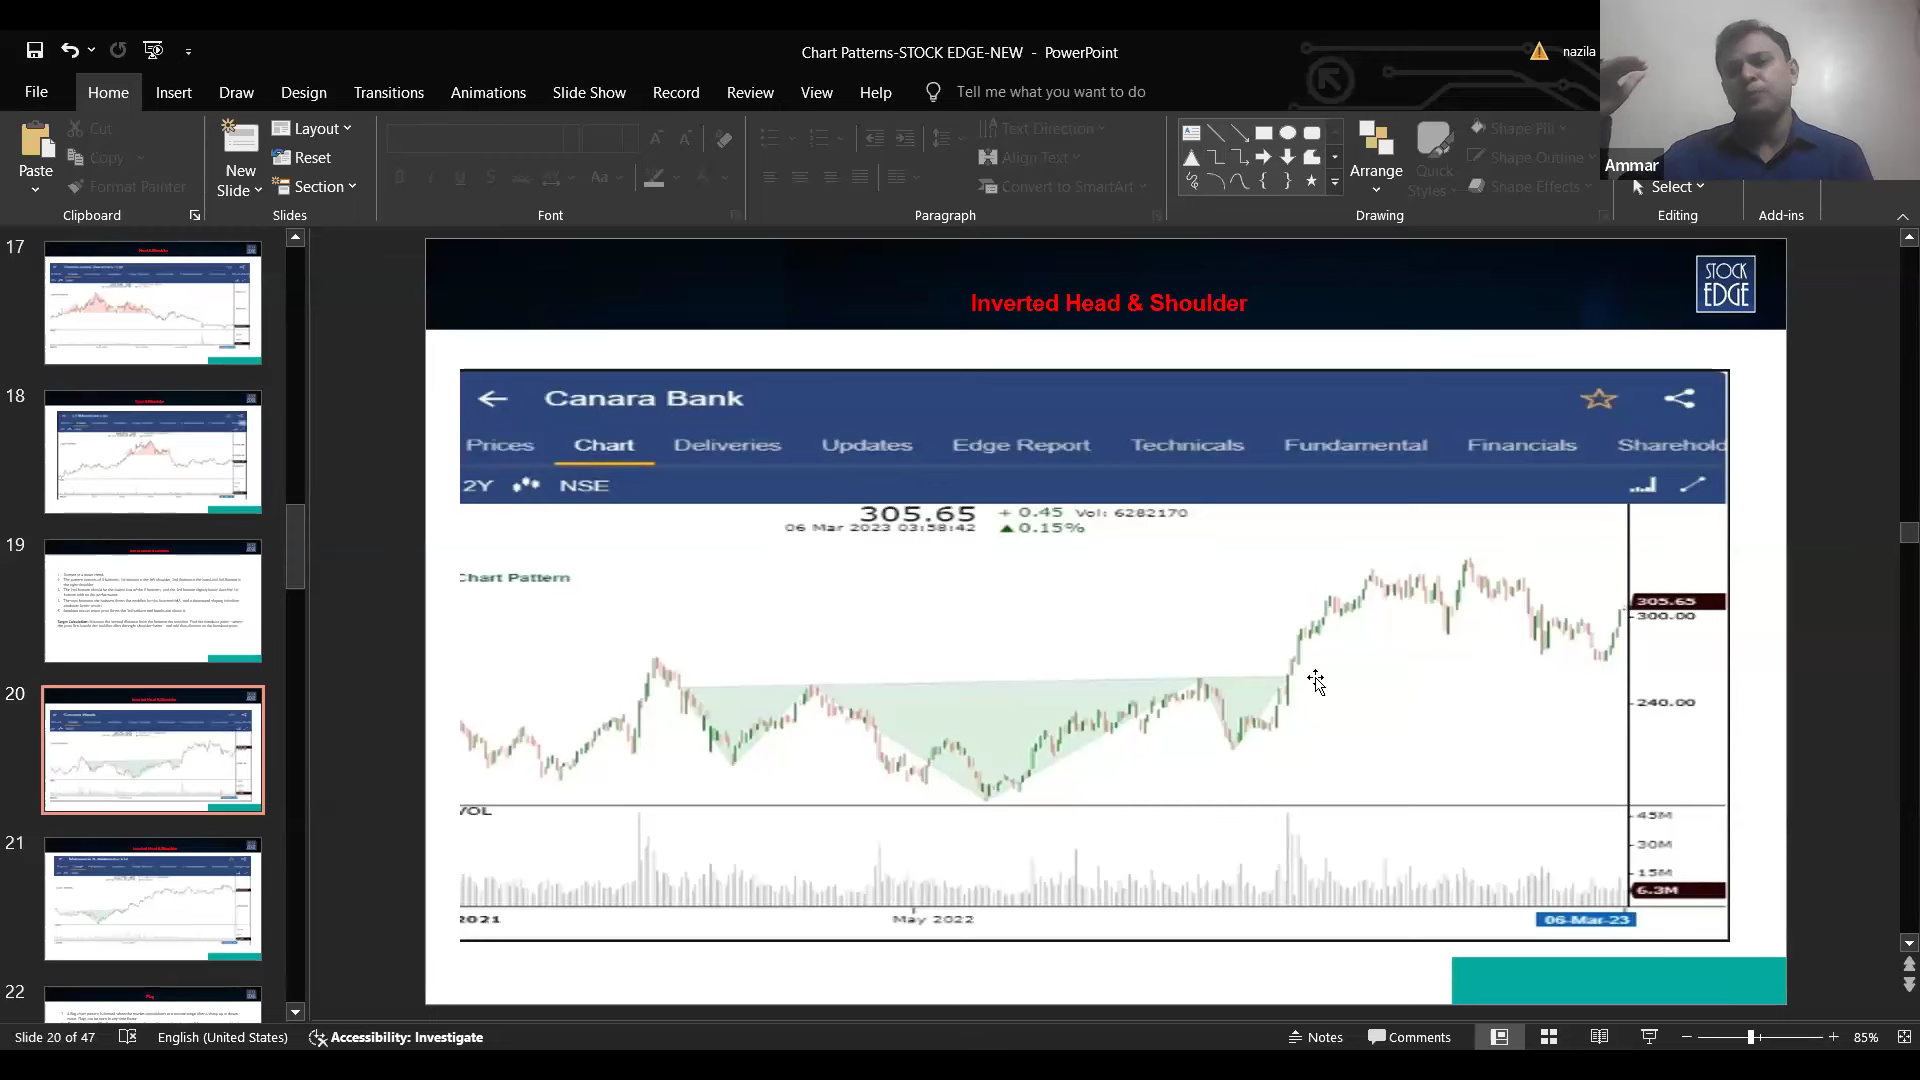 Chart Patterns-STOCK EDGE-NEW - PowerPoint
nazila
File Home Insert Draw Design Transitions Animations Slide Show Record Review View Help Tell me what you want to do
Paste
Cut
Copy
Format Painter
Clipboard
New
Slide
Layout
Reset
Section
Slides
Font
Text Direction
Align Text
Convert to SmartArt
Paragraph
Arrange
Quick
Styles
Shape Fill
Shape Outline
Shape Effects
Drawing
Select
Editing
Add-ins
Ammar
17
18
19
20
21
22
STOCK
EDGE
Inverted Head & Shoulder
Canara Bank
Prices Chart Deliveries Updates Edge Report Technicals Fundamental Financials Sharehold
2Y NSE
305.65 + 0.45 Vol: 6282170
06 Mar 2023 03:58:42 ▲0.15%
Chart Pattern
305.65
300.00
240.00
VOL
45M
30M
15M
6.3M
2021 May 2022 06-Mar-23
Slide 20 of 47 English (United States) Accessibility: Investigate Notes Comments 85%